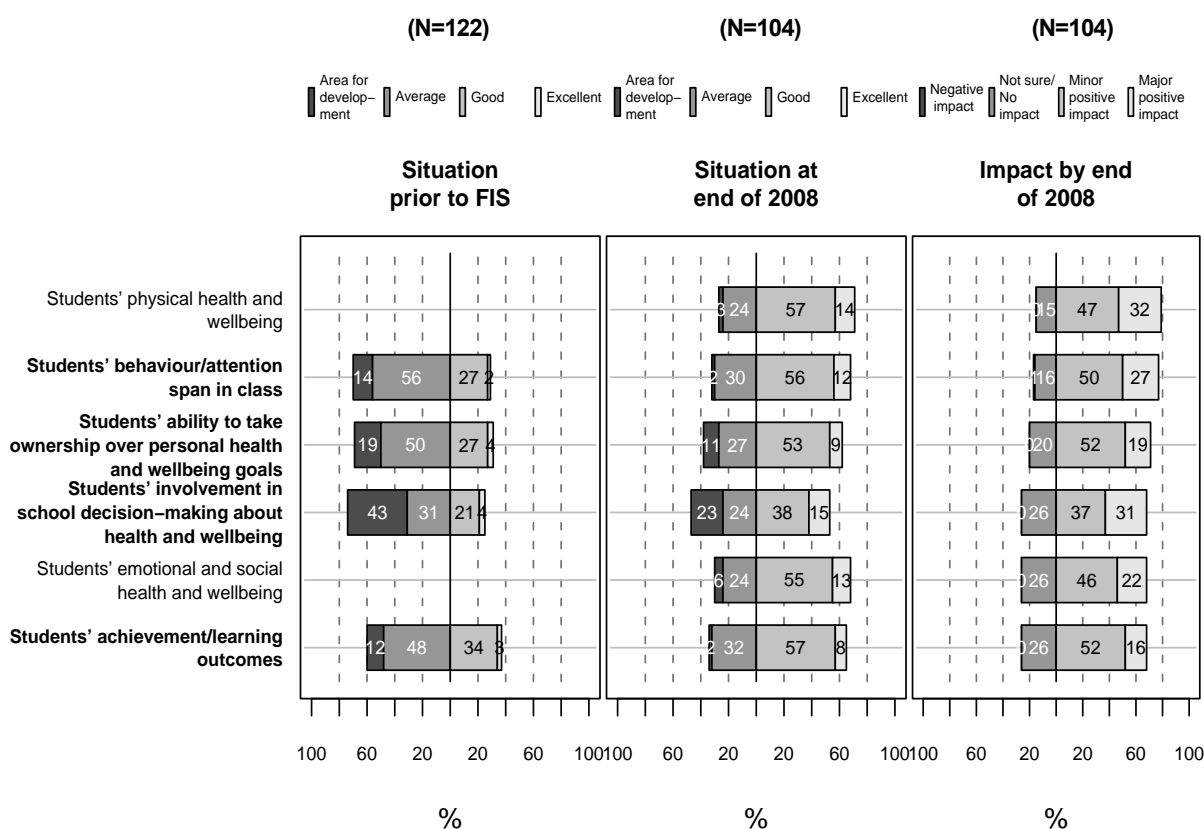 (N=122)
(N=104)
(N=104)
Area for
develop−
ment
Average
Good
Excellent
Area for
develop−
ment
Average
Good
Excellent
Negative
impact
Not sure/
No
impact
Minor
positive
impact
Major
positive
impact
Situation
prior to FIS
Situation at
end of 2008
Impact by end
of 2008
Students' physical health and
wellbeing
3 24 57 14
0 15 47 32
Students' behaviour/attention
span in class
14 56 27 2
2 30 56 12
1 16 50 27
Students' ability to take
ownership over personal health
and wellbeing goals
19 50 27 4
11 27 53 9
0 20 52 19
Students' involvement in
school decision−making about
health and wellbeing
43 31 21 4
23 24 38 15
0 26 37 31
Students' emotional and social
health and wellbeing
6 24 55 13
0 26 46 22
Students' achievement/learning
outcomes
12 48 34 3
2 32 57 8
0 26 52 16
100 60 20 20 60 100
100 60 20 20 60
100 60 20 20 60 100
%
%
%